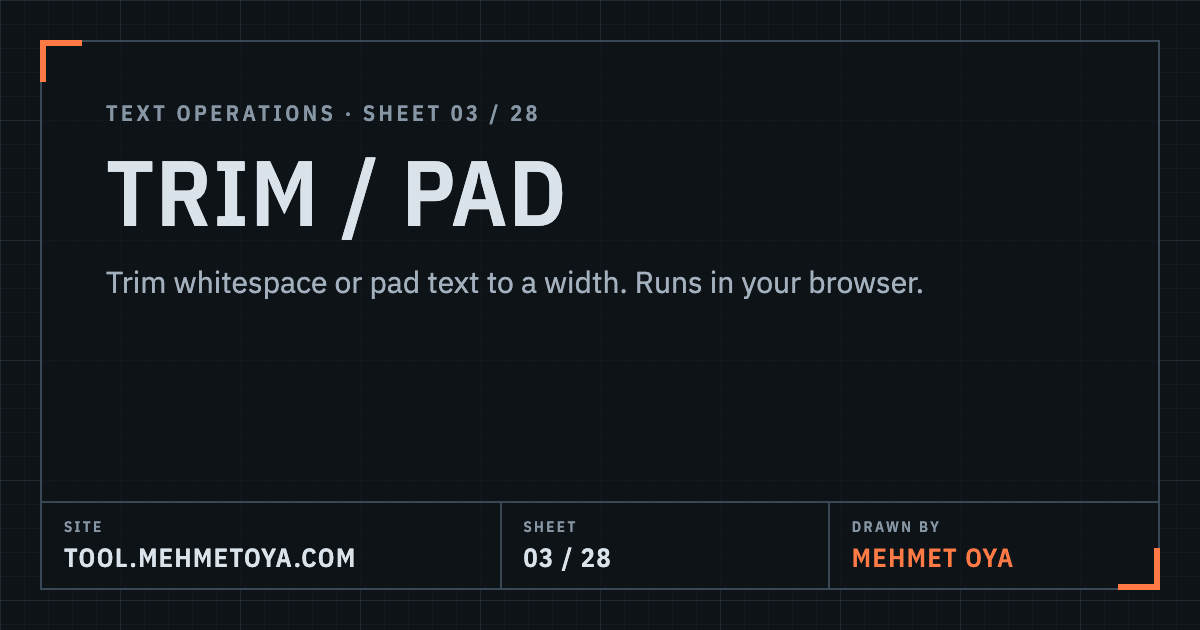 TEXT OPERATIONS · SHEET 03 / 28
TRIM / PAD
Trim whitespace or pad text to a width. Runs in your browser.
SITE
TOOL.MEHMETOYA.COM
SHEET
03 / 28
DRAWN BY
MEHMET OYA